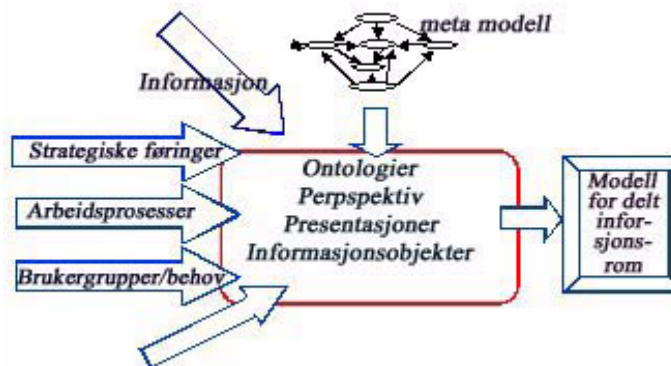 meta modell
Informasjon
Strategiske føringer
Arbeidsprosesser
Brukergrupper/behov
Ontologier
Perpspektiv
Presentasjoner
Informasjonsobjekter
Modell
for delt
infor-
sjons-
rom